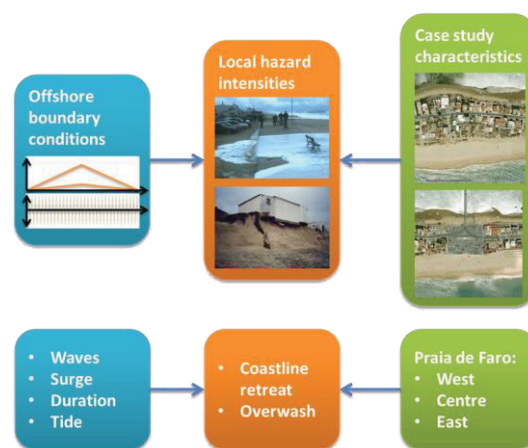 Offshore
boundary
conditions
Local hazard
intensities
Case study
characteristics
• Waves
• Surge
• Duration
• Tide
• Coastline
retreat
• Overwash
Praia de Faro:
• West
• Centre
• East